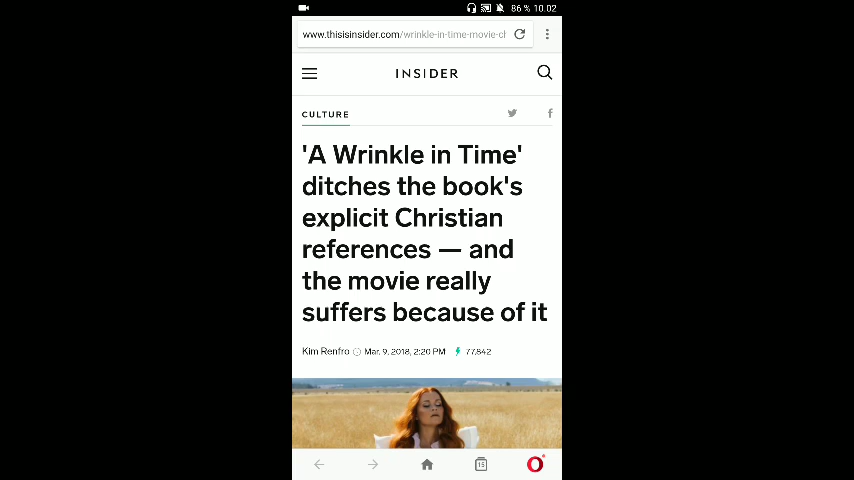 86 % 10.02
www.thisisinsider.com/wrinkle-in-time-movie-ch
INSIDER
CULTURE
'A Wrinkle in Time'
ditches the book's
explicit Christian
references — and
the movie really
suffers because of it
Kim Renfro Mar, 9, 2018, 2:20 PM 77,842
15